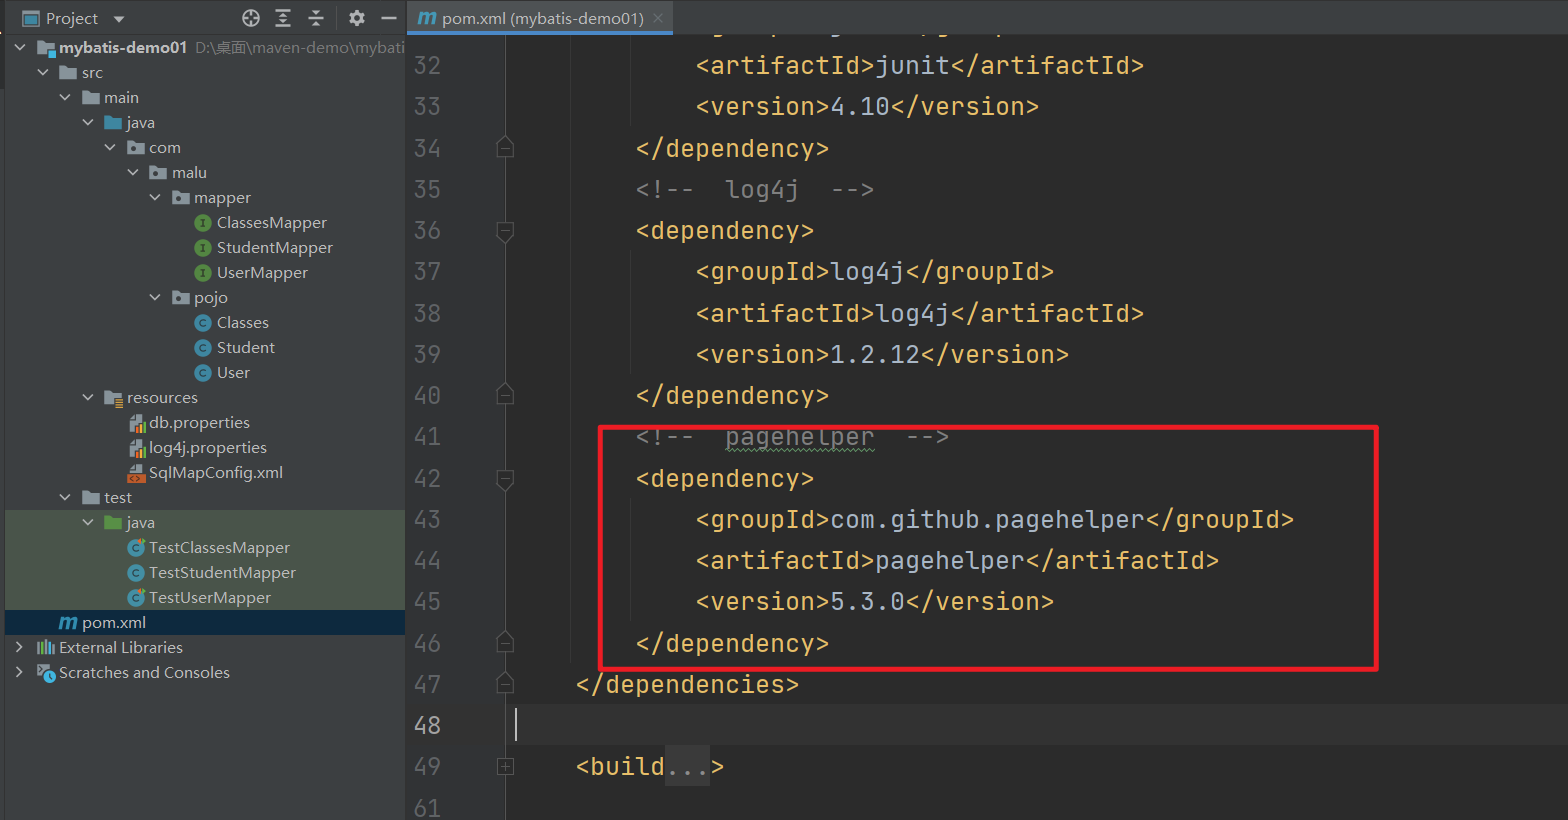 Project
mybatis-demo01 D:\桌面\maven-demo\mybati
src
main
java
com
malu
mapper
ClassesMapper
StudentMapper
UserMapper
pojo
Classes
Student
User
resources
db.properties
log4j.properties
SqlMapConfig.xml
test
java
TestClassesMapper
TestStudentMapper
TestUserMapper
pom.xml
External Libraries
Scratches and Consoles
pom.xml (mybatis-demo01)
32 <artifactId>junit</artifactId>
33 <version>4.10</version>
34 </dependency>
35 <!-- log4j -->
36 <dependency>
37 <groupId>log4j</groupId>
38 <artifactId>log4j</artifactId>
39 <version>1.2.12</version>
40 </dependency>
41 <!-- pagehelper -->
42 <dependency>
43 <groupId>com.github.pagehelper</groupId>
44 <artifactId>pagehelper</artifactId>
45 <version>5.3.0</version>
46 </dependency>
47 </dependencies>
48
49 <build...>
61